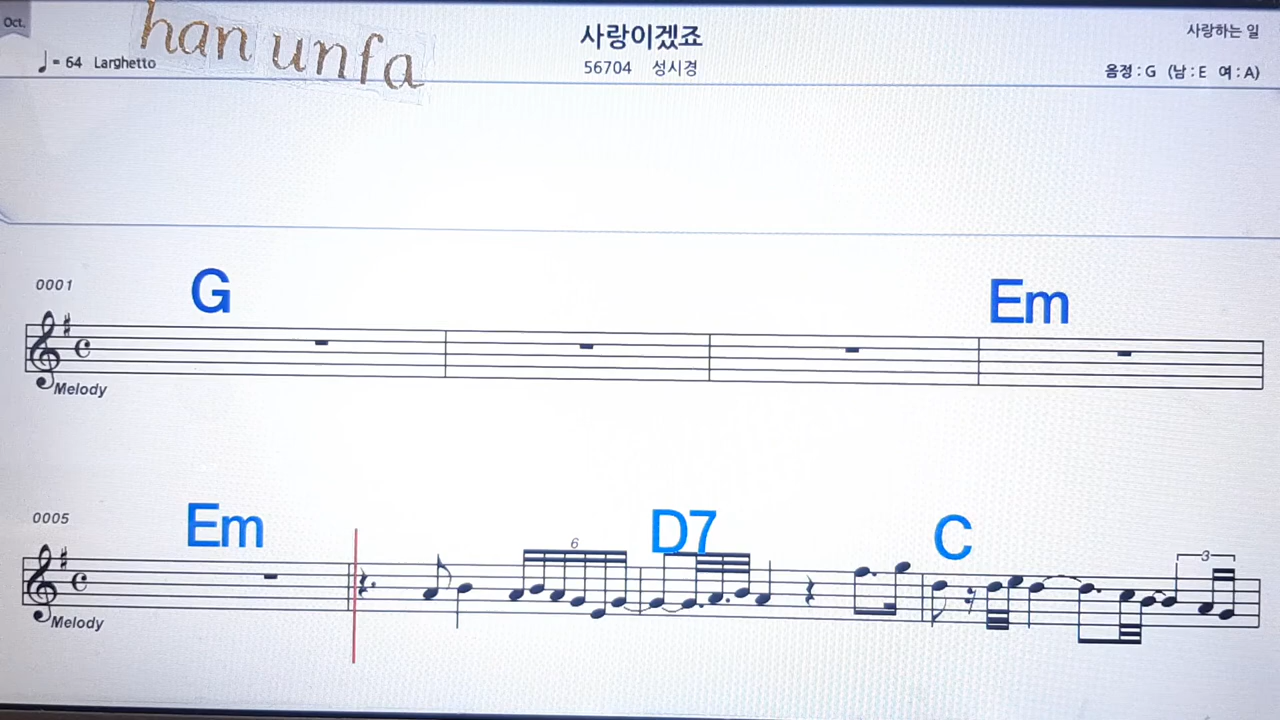 Oct.
han unfa
♩= 64 Larghetto
사랑이겠죠
56704 성시경
사랑하는 일
음정 : G (남 : E 여 : A)
0001
G
Em
Melody
0005
Em
D7
C
6
3
Melody